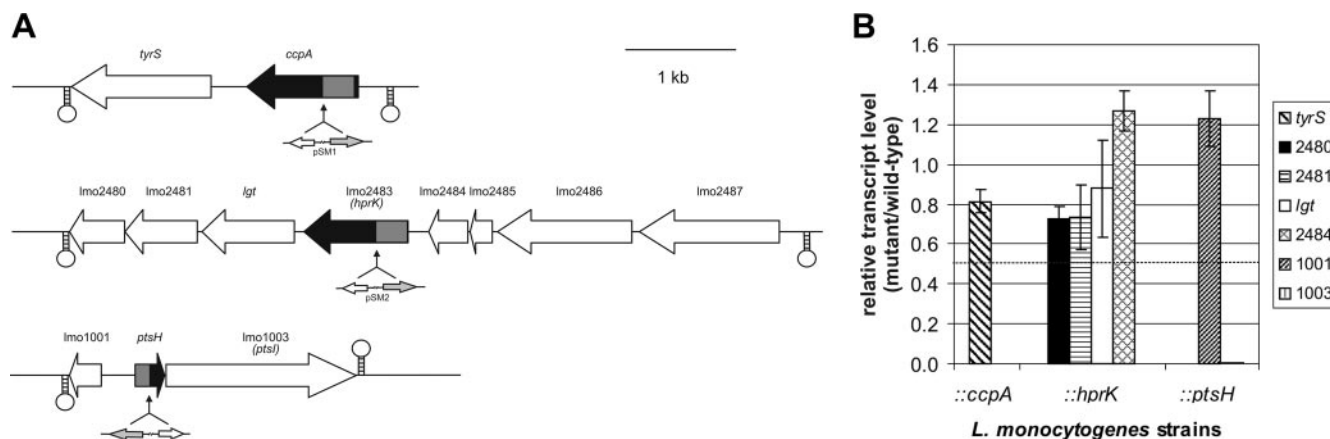 A
tyrS ccpA
1 kb
pSM1
lmo2480 lmo2481 lgt lmo2483 lmo2484 lmo2485 lmo2486 lmo2487
(hprK)
pSM2
lmo1001 ptsH lmo1003
(ptsI)
B
relative transcript level
(mutant/wild-type)
1.6
1.4
1.2
1.0
0.8
0.6
0.4
0.2
0.0
::ccpA ::hprK ::ptsH
L. monocytogenes strains
tyrS
2480
2481
lgt
2484
1001
1003